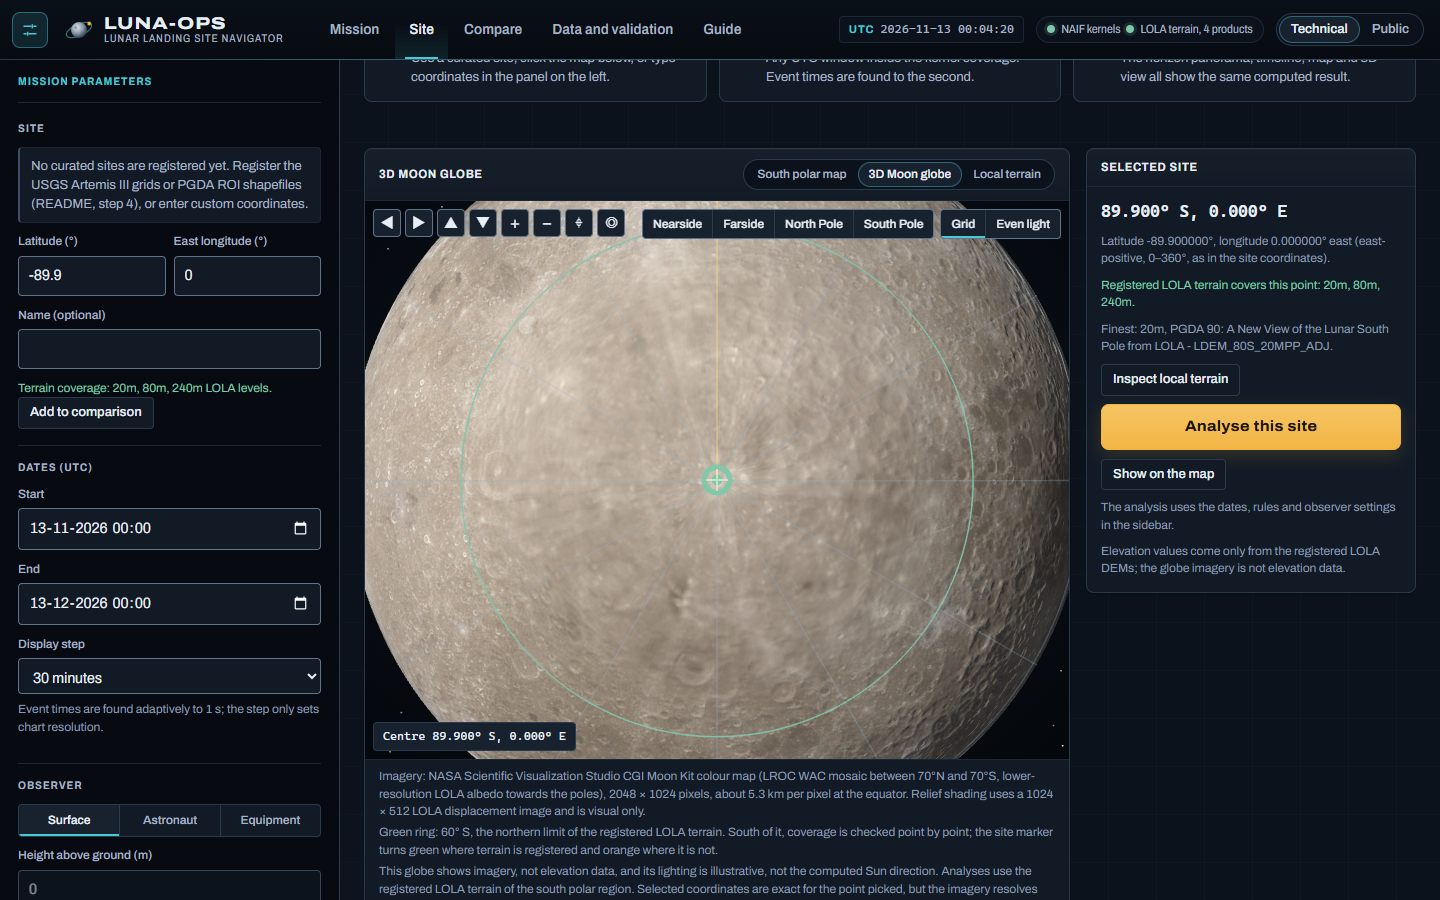 LUNA-OPS
LUNAR LANDING SITE NAVIGATOR
Mission
Site
Compare
Data and validation
Guide
UTC 2026-11-13 00:04:20
NAIF kernels
LOLA terrain, 4 products
Technical
Public
MISSION PARAMETERS
SITE
No curated sites are registered yet. Register the
USGS Artemis III grids or PGDA ROI shapefiles
(README, step 4), or enter custom coordinates.
Latitude (°)
East longitude (°)
-89.9
0
Name (optional)
Terrain coverage: 20m, 80m, 240m LOLA levels.
Add to comparison
DATES (UTC)
Start
13-11-2026 00:00
End
13-12-2026 00:00
Display step
30 minutes
Event times are found adaptively to 1 s; the step only sets
chart resolution.
OBSERVER
Surface
Astronaut
Equipment
Height above ground (m)
0
coordinates in the panel on the left.
Event times are found to the second.
view all show the same computed result.
3D MOON GLOBE
South polar map
3D Moon globe
Local terrain
Nearside
Farside
North Pole
South Pole
Grid
Even light
Centre 89.900° S, 0.000° E
Imagery: NASA Scientific Visualization Studio CGI Moon Kit colour map (LROC WAC mosaic between 70°N and 70°S, lower-
resolution LOLA albedo towards the poles), 2048 × 1024 pixels, about 5.3 km per pixel at the equator. Relief shading uses a 1024
× 512 LOLA displacement image and is visual only.
Green ring: 60° S, the northern limit of the registered LOLA terrain. South of it, coverage is checked point by point; the site marker
turns green where terrain is registered and orange where it is not.
This globe shows imagery, not elevation data, and its lighting is illustrative, not the computed Sun direction. Analyses use the
registered LOLA terrain of the south polar region. Selected coordinates are exact for the point picked, but the imagery resolves
SELECTED SITE
89.900° S, 0.000° E
Latitude -89.900000°, longitude 0.000000° east (east-
positive, 0–360°, as in the site coordinates).
Registered LOLA terrain covers this point: 20m, 80m,
240m.
Finest: 20m, PGDA 90: A New View of the Lunar South
Pole from LOLA - LDEM_80S_20MPP_ADJ.
Inspect local terrain
Analyse this site
Show on the map
The analysis uses the dates, rules and observer settings
in the sidebar.
Elevation values come only from the registered LOLA
DEMs; the globe imagery is not elevation data.